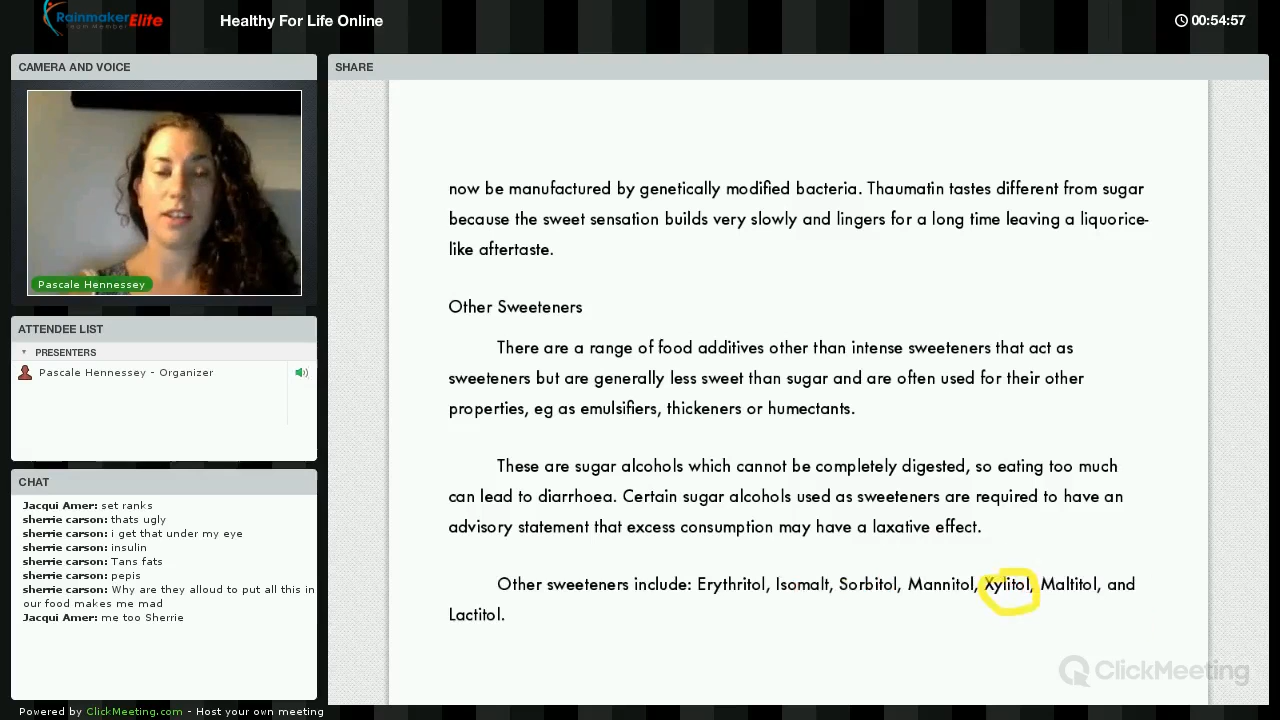 RainmakerElite
Team Member
Healthy For Life Online
00:54:57
CAMERA AND VOICE
Pascale Hennessey
ATTENDEE LIST
PRESENTERS
Pascale Hennessey - Organizer
CHAT
Jacqui Amer: set ranks
sherrie carson: thats ugly
sherrie carson: i get that under my eye
sherrie carson: insulin
sherrie carson: Tans fats
sherrie carson: pepis
sherrie carson: Why are they alloud to put all this in
our food makes me mad
Jacqui Amer: me too Sherrie
Powered by ClickMeeting.com - Host your own meeting
SHARE
now be manufactured by genetically modified bacteria. Thaumatin tastes different from sugar
because the sweet sensation builds very slowly and lingers for a long time leaving a liquorice-
like aftertaste.
Other Sweeteners
There are a range of food additives other than intense sweeteners that act as
sweeteners but are generally less sweet than sugar and are often used for their other
properties, eg as emulsifiers, thickeners or humectants.
These are sugar alcohols which cannot be completely digested, so eating too much
can lead to diarrhoea. Certain sugar alcohols used as sweeteners are required to have an
advisory statement that excess consumption may have a laxative effect.
Other sweeteners include: Erythritol, Isomalt, Sorbitol, Mannitol, Xylitol, Maltitol, and
Lactitol.
ClickMeeting